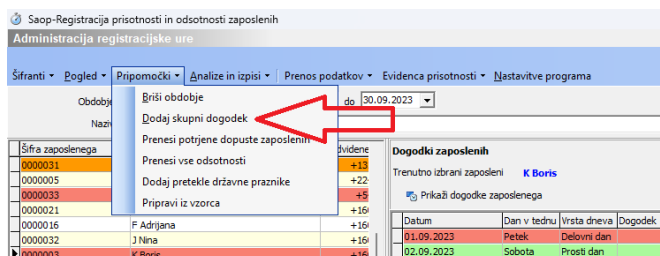 Saop-Registracija prisotnosti in odsotnosti zaposlenih
Administracija registracijske ure
Šifranti Pogled Pripomočki Analize in izpisi Prenos podatkov Evidenca prisotnosti Nastavitve programa
Obdobje
do 30.09.2023
Naziv
Briši obdobje
Dodaj skupni dogodek
Prenesi potrjene dopuste zaposlenih
Prenesi vse odsotnosti
Dodaj pretekle državne praznike
Pripravi iz vzorca
Šifra zaposlenega
0000031 +13
0000005 +22
0000033 +5
0000021 +16
0000016 F Adrijana +16
0000032 J Nina +16
0000003 K Boris +16
Dogodki zaposlenih
Trenutno izbrani zaposleni K Boris
Prikaži dogodke zaposlenega
Datum Dan v tednu Vrsta dneva Dogodek
01.09.2023 Petek Delovni dan
02.09.2023 Sobota Prosti dan